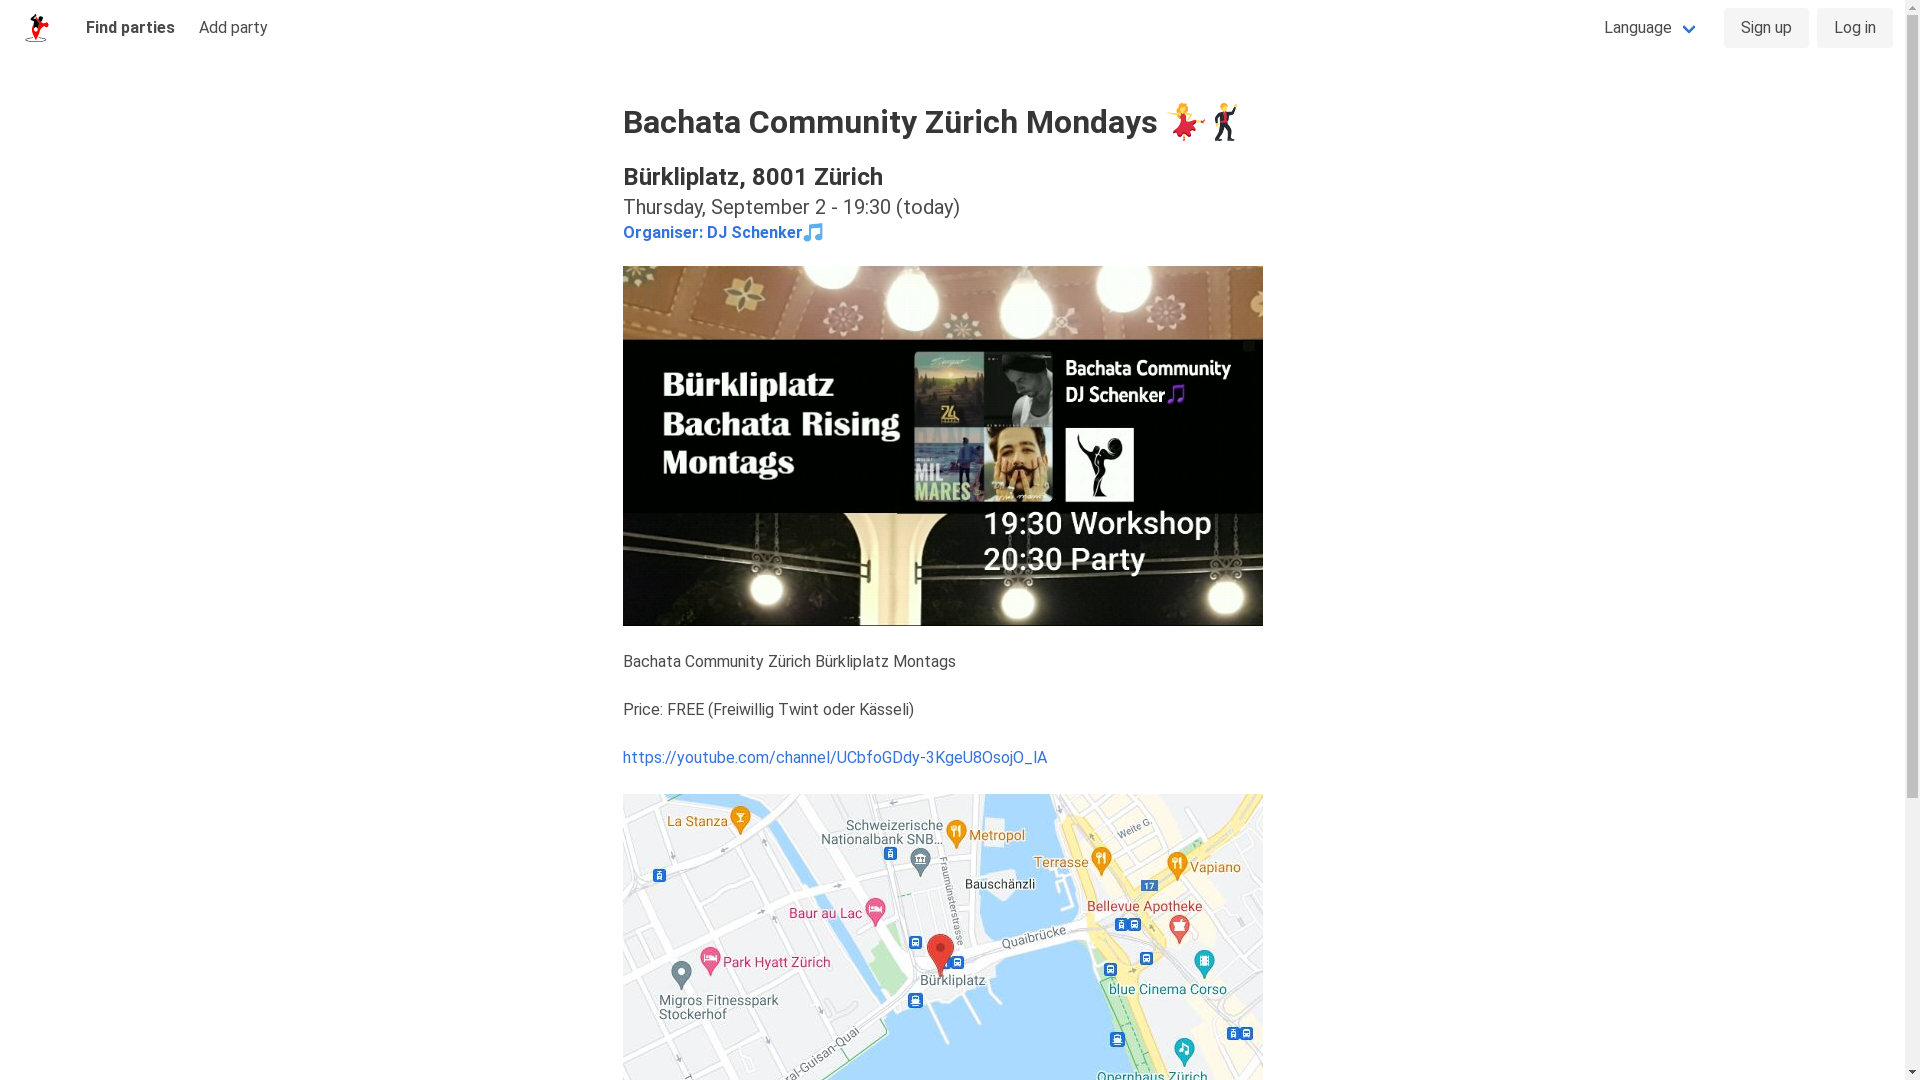 Find parties
Add party
Language
Sign up
Log in
Bachata Community Zürich Mondays 💃🕺
Bürkliplatz, 8001 Zürich
Thursday, September 2 - 19:30 (today)
Organiser: DJ Schenker🎵
Bürkliplatz
Bachata Rising
Montags
MIL
MARES
Bachata Community
DJ Schenker🎵
19:30 Workshop
20:30 Party
Bachata Community Zürich Bürkliplatz Montags
Price: FREE (Freiwillig Twint oder Kässeli)
https://youtube.com/channel/UCbfoGDdy-3KgeU8OsojO_lA
La Stanza
Schweizerische
Nationalbank SNB...
Metropol
Weite G.
Terrasse
Vapiano
Fraumünsterstrasse
Bauschänzli
17
Bellevue Apotheke
Baur au Lac
Quaibrücke
Park Hyatt Zürich
Bürkliplatz
blue Cinema Corso
Migros Fitnesspark
Stockerhof
ral-Guisan-Quai
Opernhaus Zürich